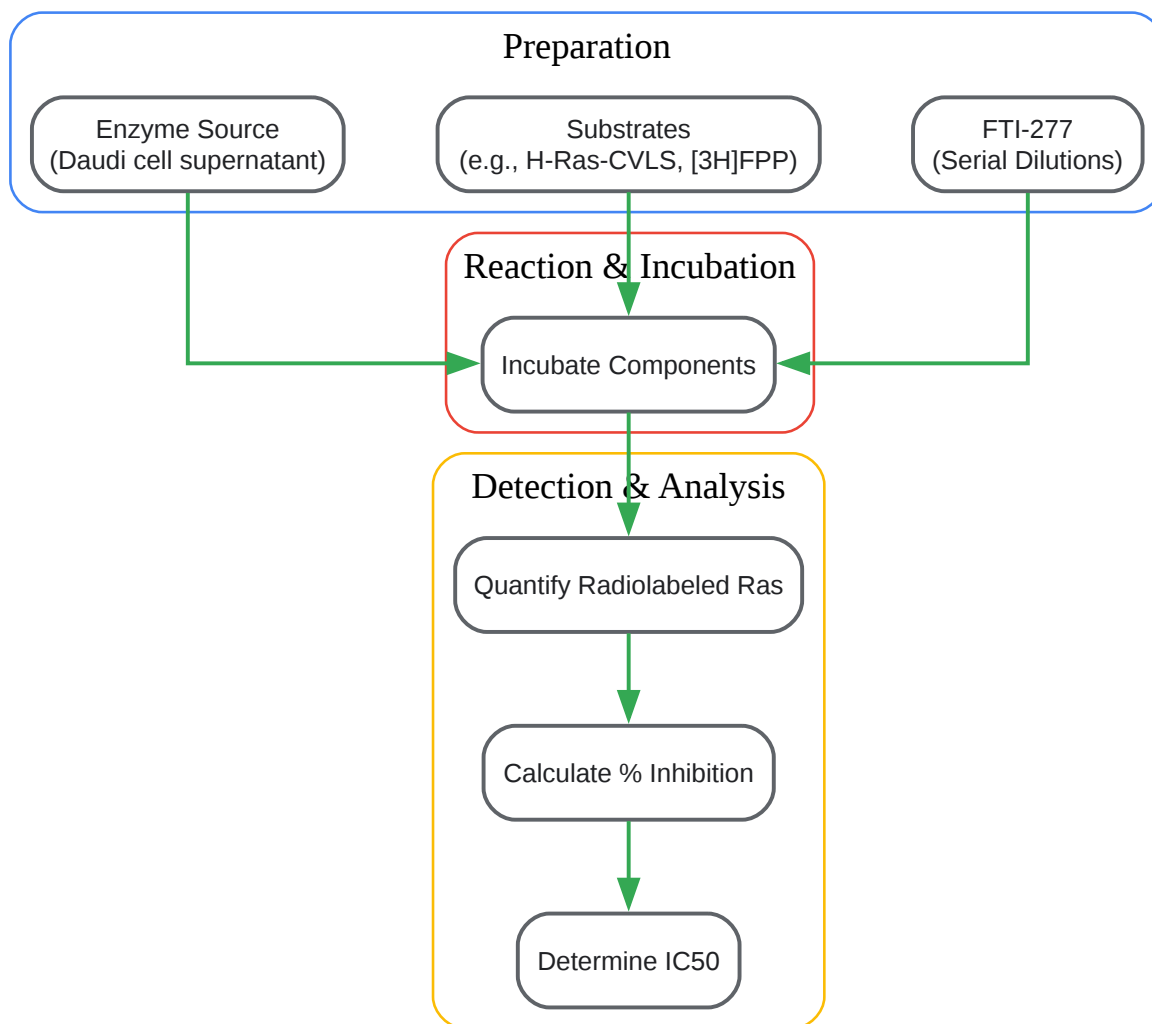 Preparation
Enzyme Source
(Daudi cell supernatant)
Substrates
(e.g., H-Ras-CVLS, [3H]FPP)
FTI-277
(Serial Dilutions)
Reaction & Incubation
Incubate Components
Detection & Analysis
Quantify Radiolabeled Ras
Calculate % Inhibition
Determine IC50